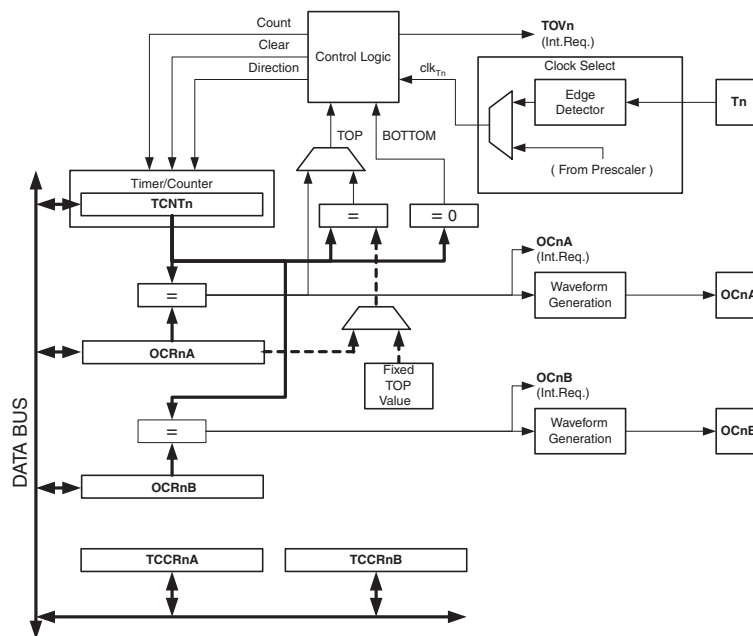 Count
Clear
Direction
Control Logic
TOVn
(Int.Req.)
clkTn
Clock Select
Edge
Detector
Tn
( From Prescaler )
TOP
BOTTOM
Timer/Counter
TCNTn
=
= 0
OCnA
(Int.Req.)
=
Waveform
Generation
OCnA
OCRnA
Fixed
TOP
Value
OCnB
(Int.Req.)
=
Waveform
Generation
OCnB
OCRnB
DATA BUS
TCCRnA
TCCRnB